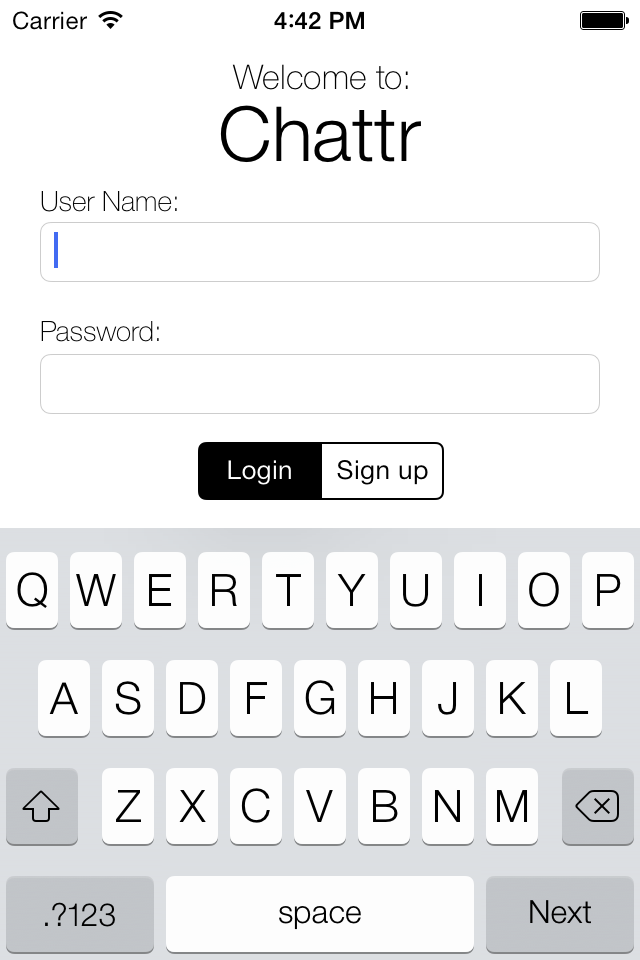 Carrier 4:42 PM
Welcome to:
Chattr
User Name:
Password:
Login Sign up
Q W E R T Y U I O P
A S D F G H J K L
Z X C V B N M
.?123 space Next